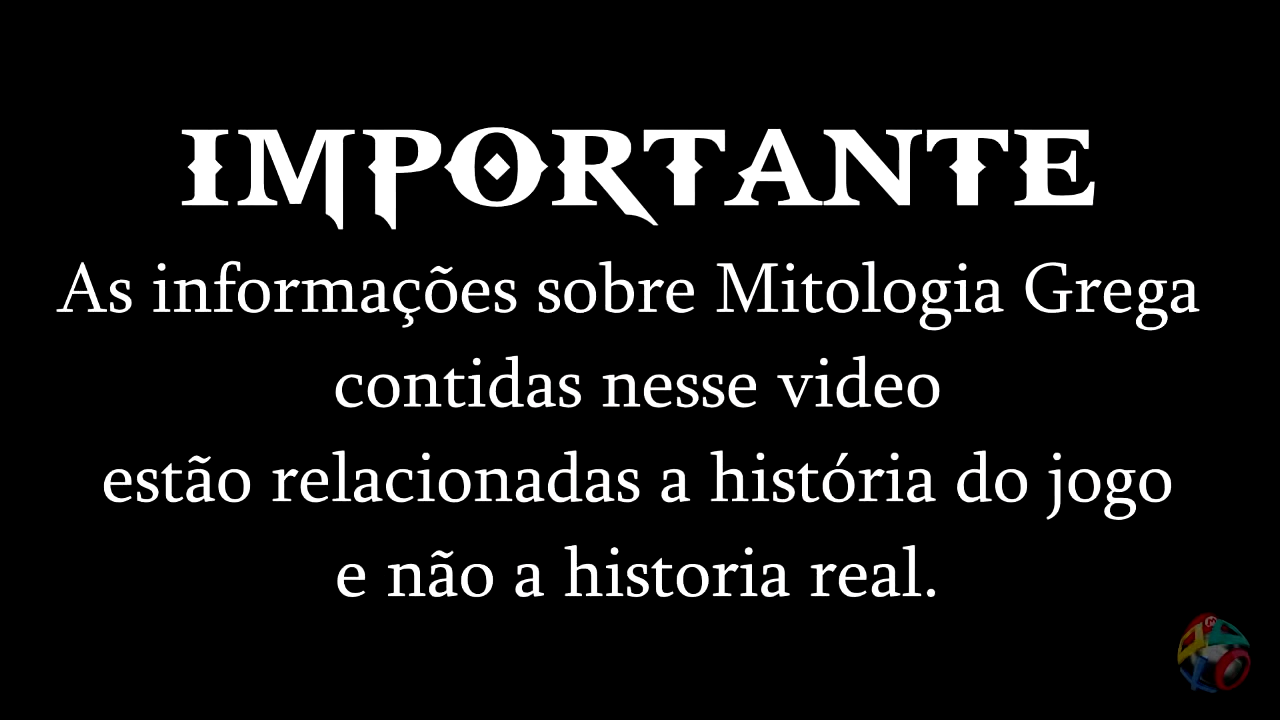 IMPORTANTE
As informações sobre Mitologia Grega
contidas nesse video
estão relacionadas a história do jogo
e não a historia real.